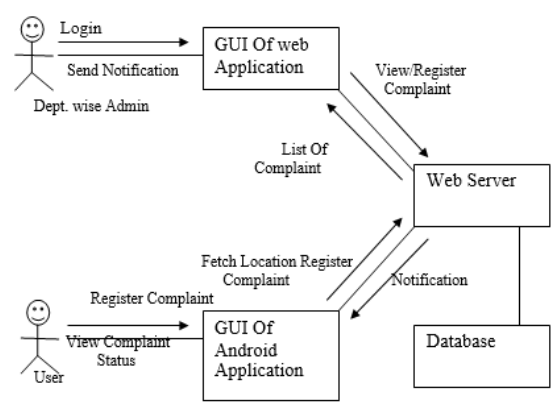 Login
Send Notification
Dept. wise Admin
GUI Of web
Application
View/Register
Complaint
List Of
Complaint
Web Server
Fetch Location Register
Complaint
Notification
Register Complaint
View Complaint
Status
User
GUI Of
Android
Application
Database